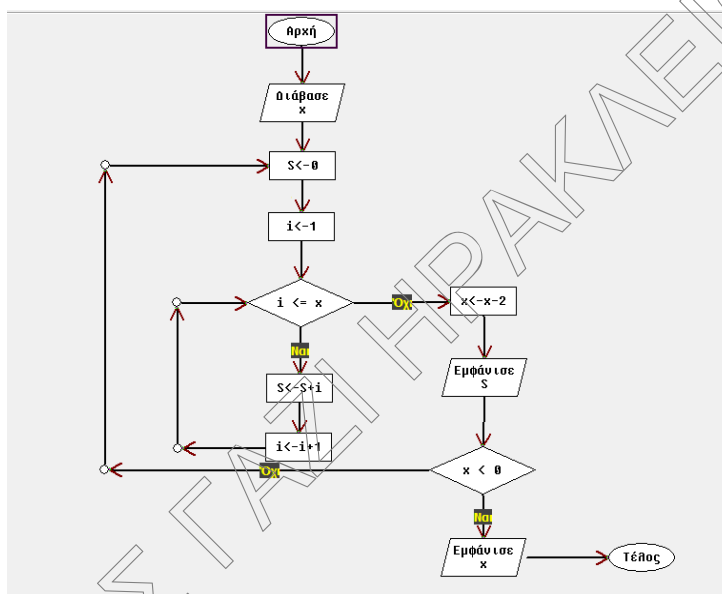 Αρχή
Διάβασε
x
S<-0
i<-1
i <= x
Όχι
x<-x-2
Ναι
Εμφάνισε
S
S<-S+i
i<-i+1
Όχι
x < 0
Ναι
Εμφάνισε
x
Τέλος
ΓΑΖΙ ΗΡΑΚΛΕΙ